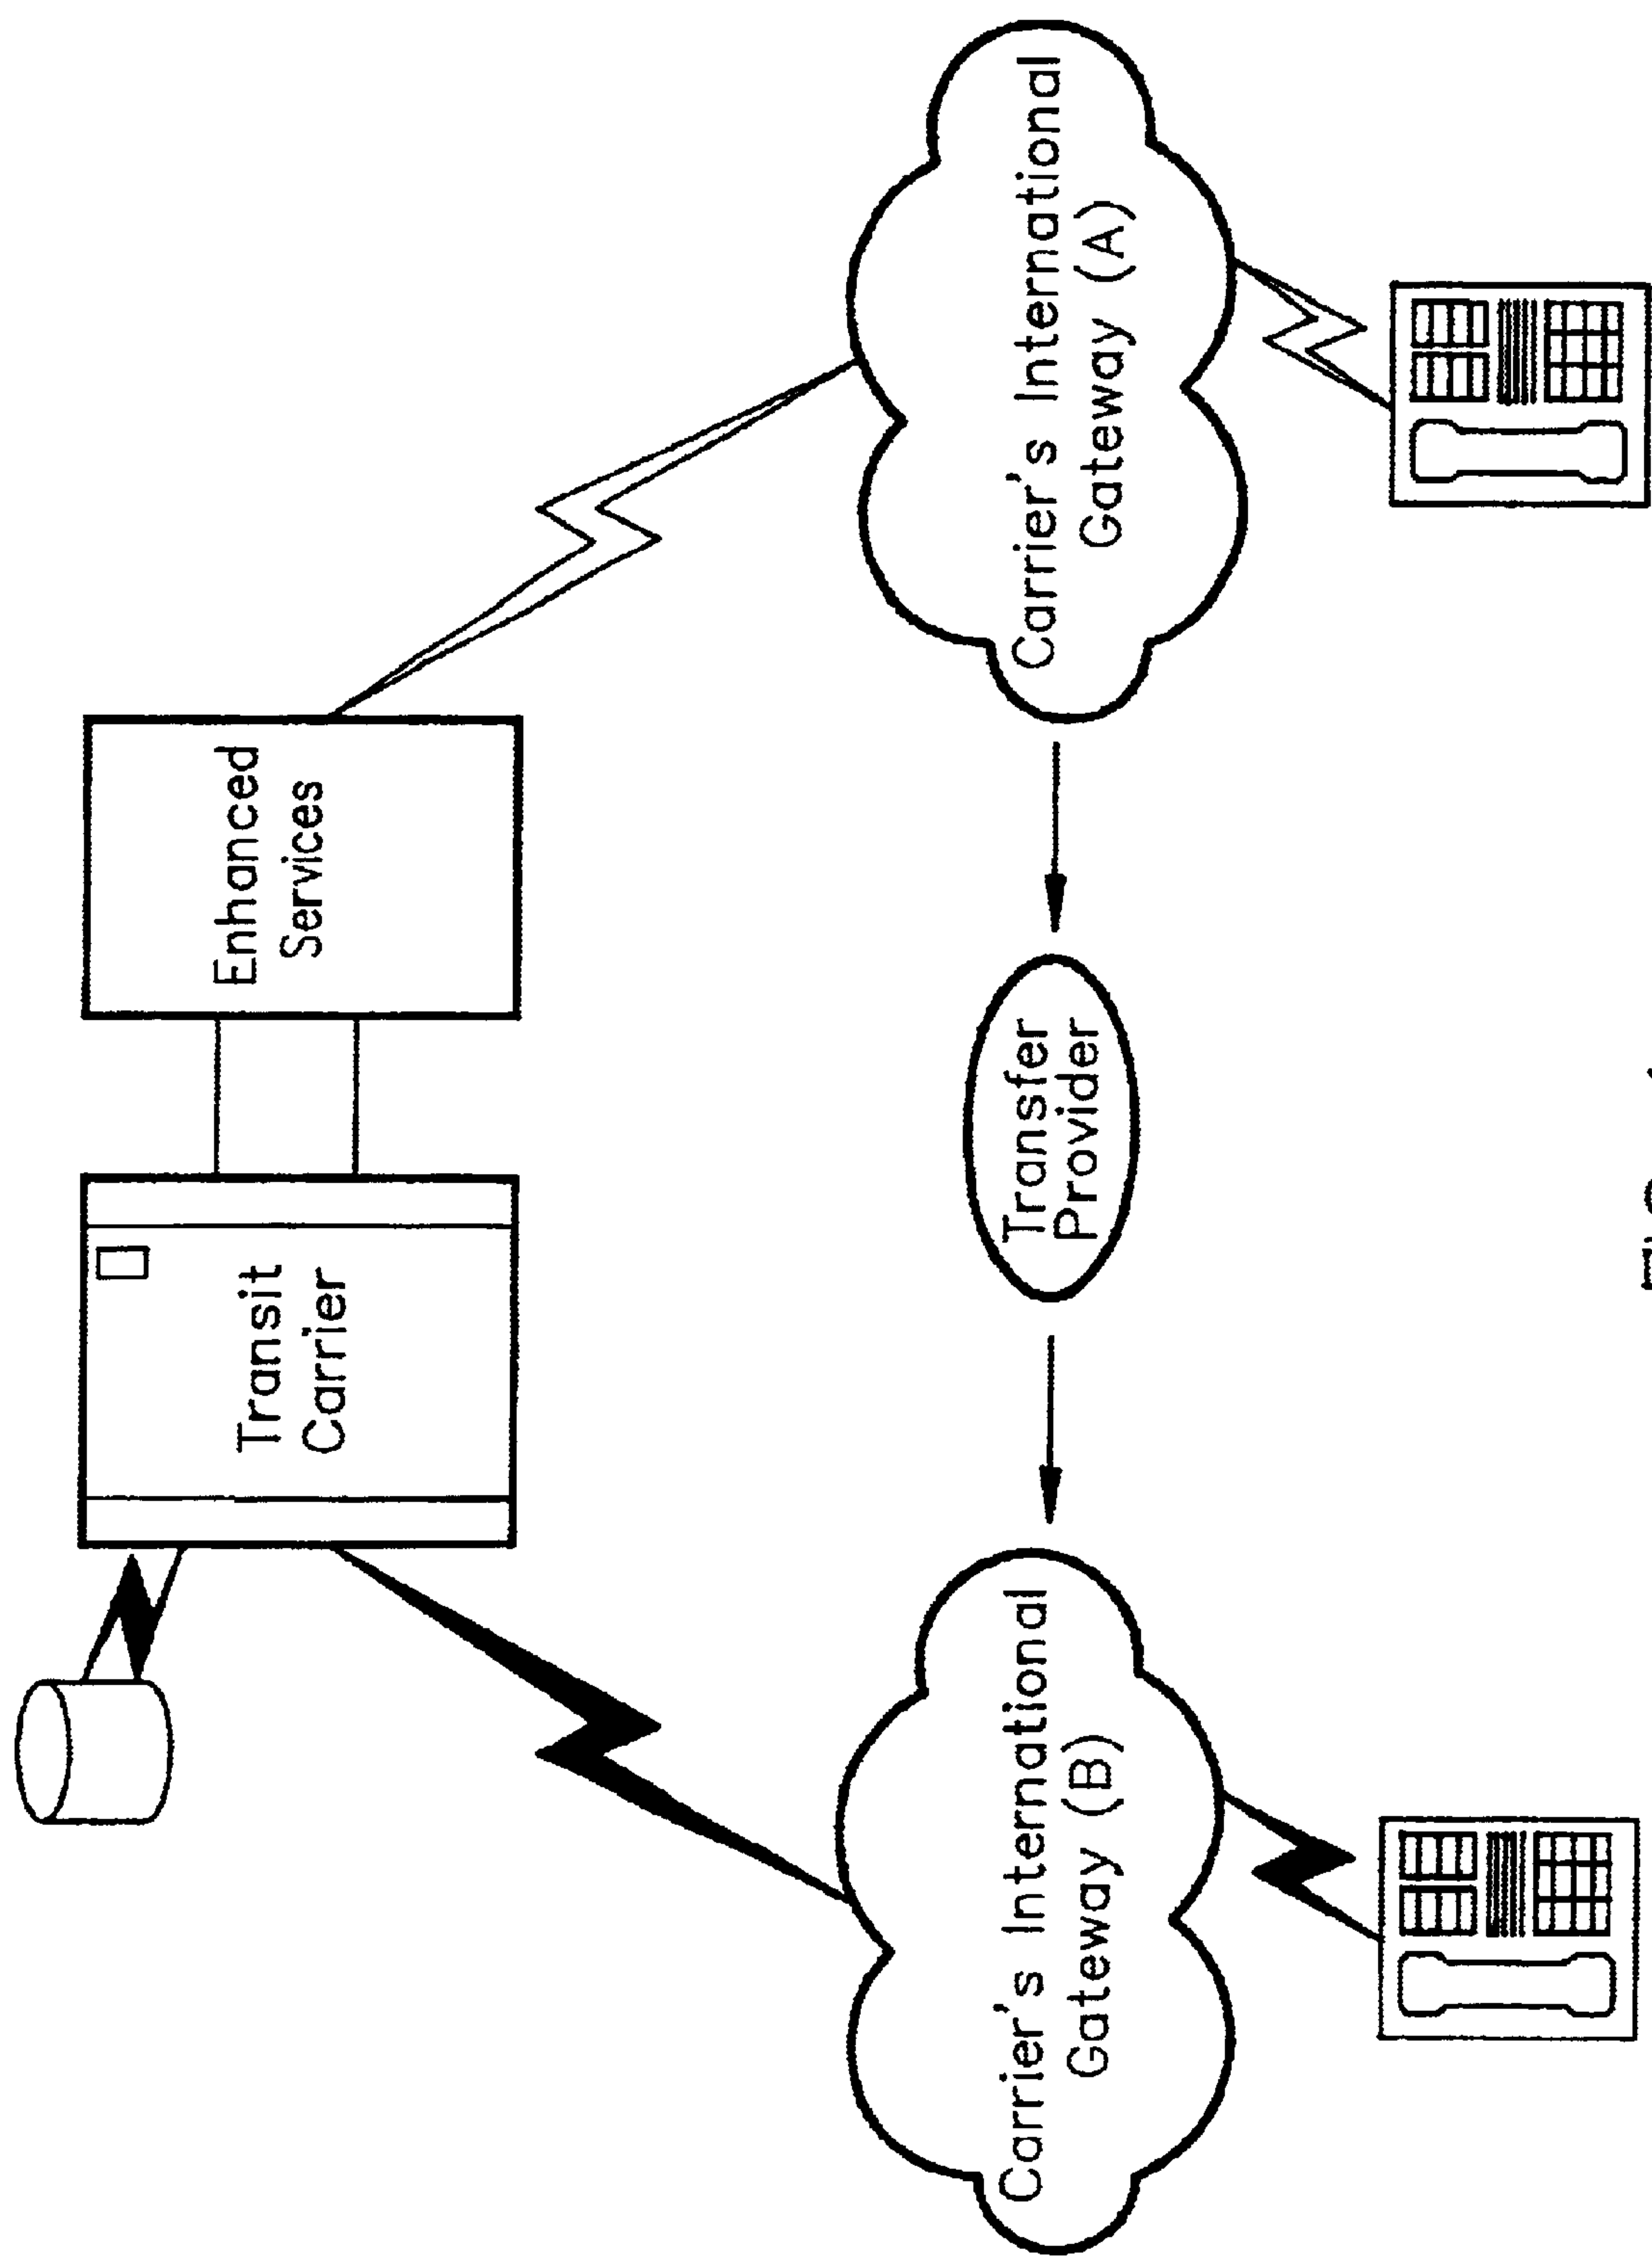 Transit
Carrier
Enhanced
Services
Carrier's International
Gateway (B)
Transfer
Provider
Carrier's International
Gateway (A)